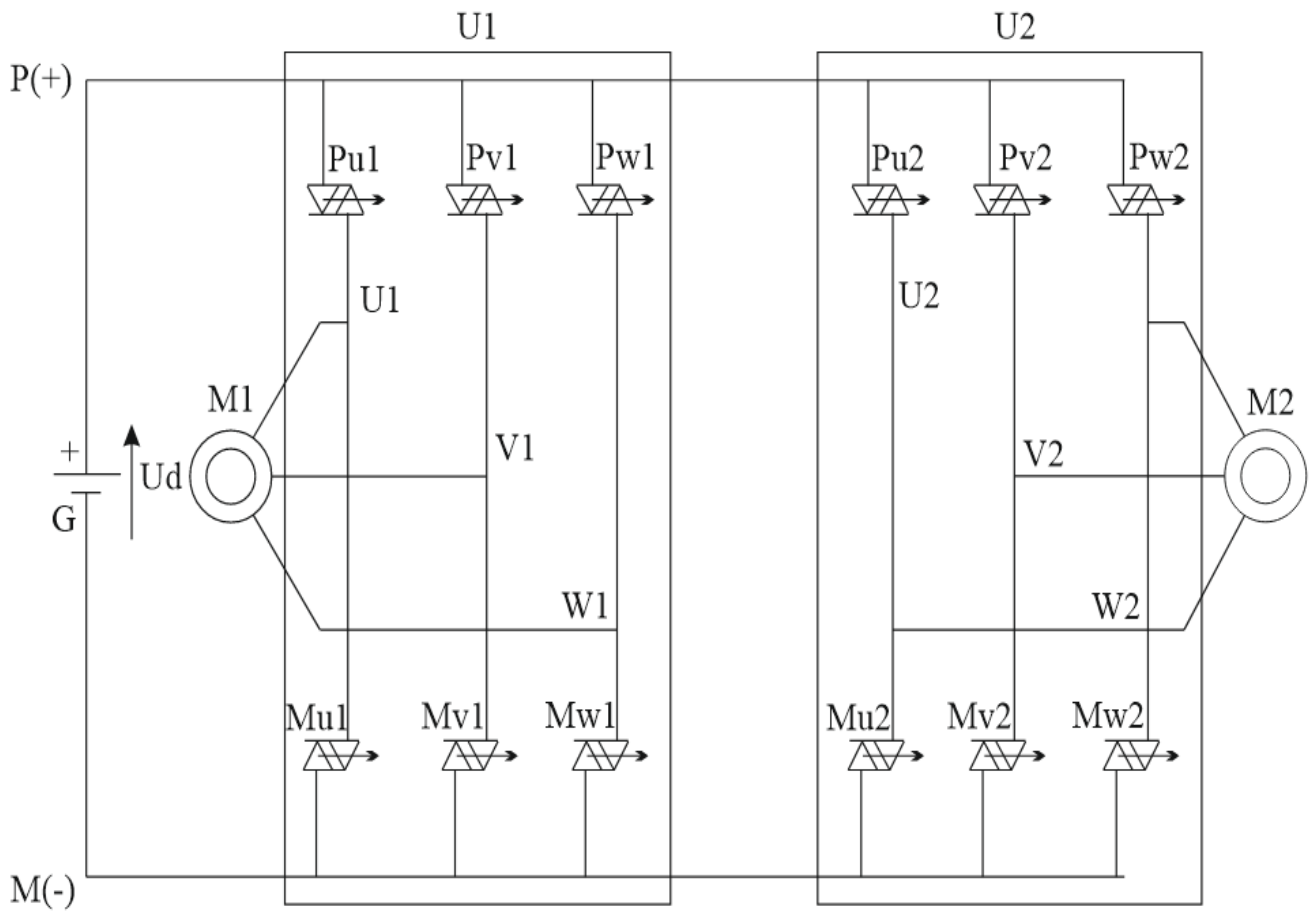 U1 U2
P(+)
Pu1 Pv1 Pw1 Pu2 Pv2 Pw2
U1 U2
M1 M2
V1 V2
+
Ud
G
W1 W2
Mu1 Mv1 Mw1 Mu2 Mv2 Mw2
M(-)